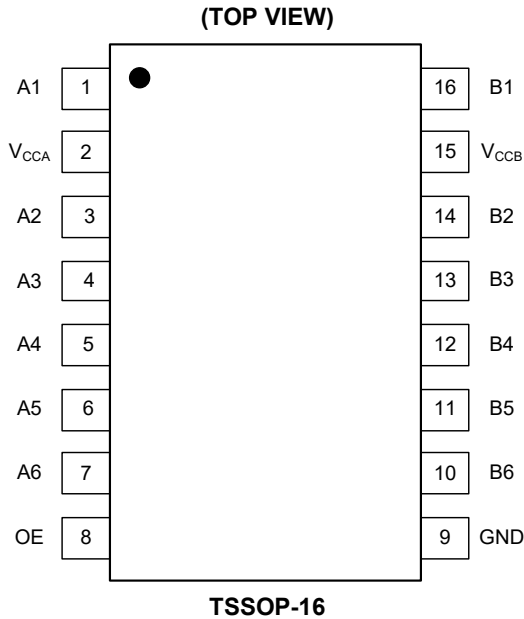 (TOP VIEW)
A1 1 16 B1
VCCA 2 15 VCCB
A2 3 14 B2
A3 4 13 B3
A4 5 12 B4
A5 6 11 B5
A6 7 10 B6
OE 8 9 GND
TSSOP-16